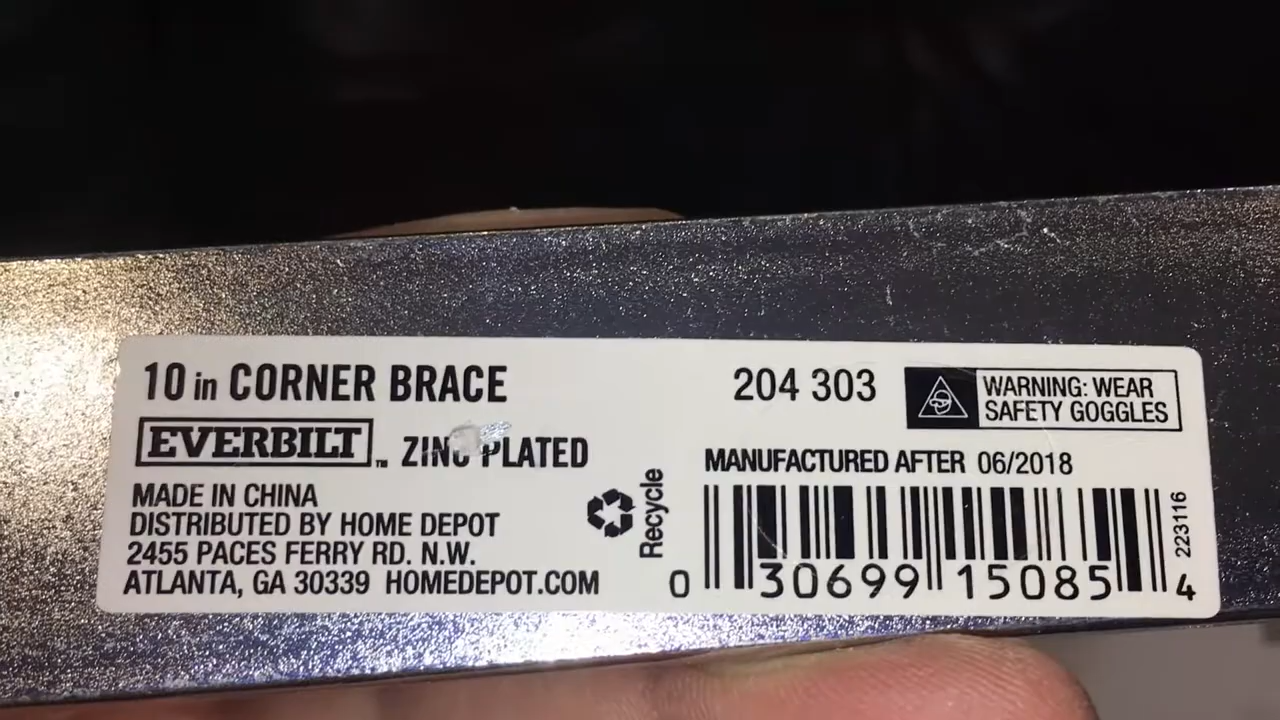 10 in CORNER BRACE
EVERBILT™ ZINC PLATED
MADE IN CHINA
DISTRIBUTED BY HOME DEPOT
2455 PACES FERRY RD. N.W.
ATLANTA, GA 30339 HOMEDEPOT.COM
Recycle
204 303
WARNING: WEAR
SAFETY GOGGLES
MANUFACTURED AFTER 06/2018
0 30699 15085 4
223116